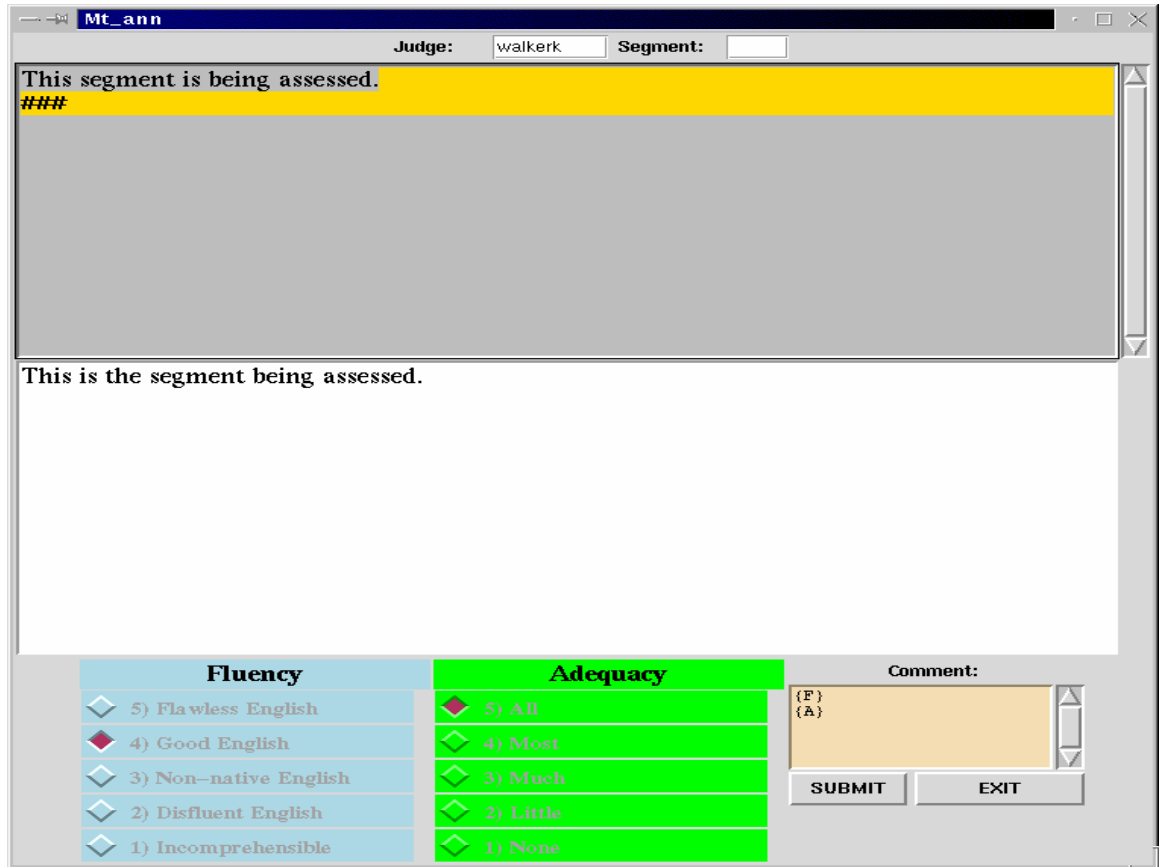 Mt_ann
Judge: walkerk Segment:
This segment is being assessed.
###
This is the segment being assessed.
Fluency
5) Flawless English
4) Good English
3) Non-native English
2) Disfluent English
1) Incomprehensible
Adequacy
5) All
4) Most
3) Much
2) Little
1) None
Comment:
{F}
{A}
SUBMIT EXIT